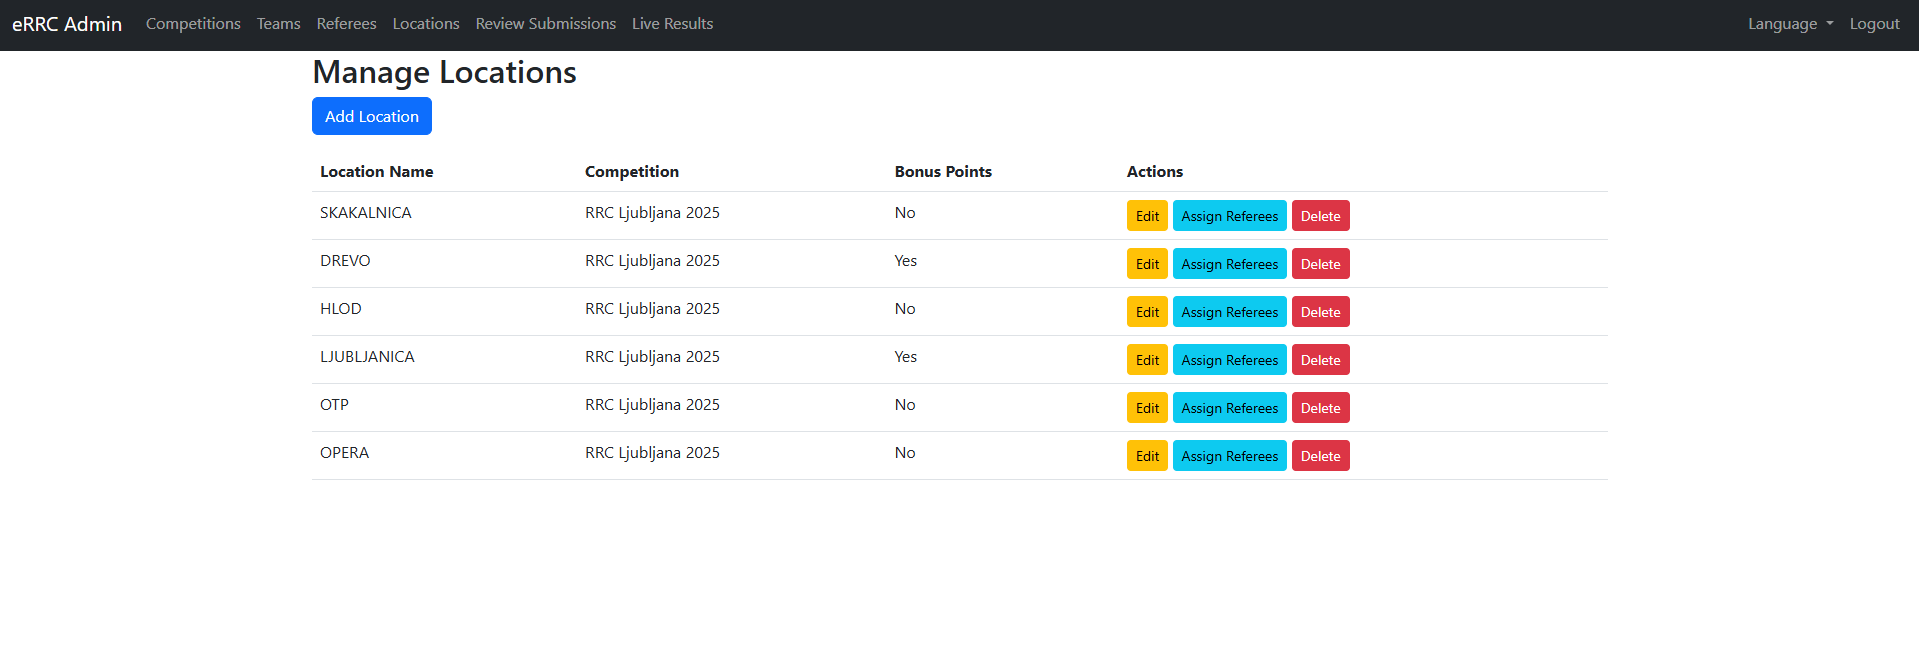 eRRC Admin Competitions Teams Referees Locations Review Submissions Live Results Language Logout
Manage Locations
Add Location
Location Name Competition Bonus Points Actions
SKAKALNICA RRC Ljubljana 2025 No Edit Assign Referees Delete
DREVO RRC Ljubljana 2025 Yes Edit Assign Referees Delete
HLOD RRC Ljubljana 2025 No Edit Assign Referees Delete
LJUBLJANICA RRC Ljubljana 2025 Yes Edit Assign Referees Delete
OTP RRC Ljubljana 2025 No Edit Assign Referees Delete
OPERA RRC Ljubljana 2025 No Edit Assign Referees Delete